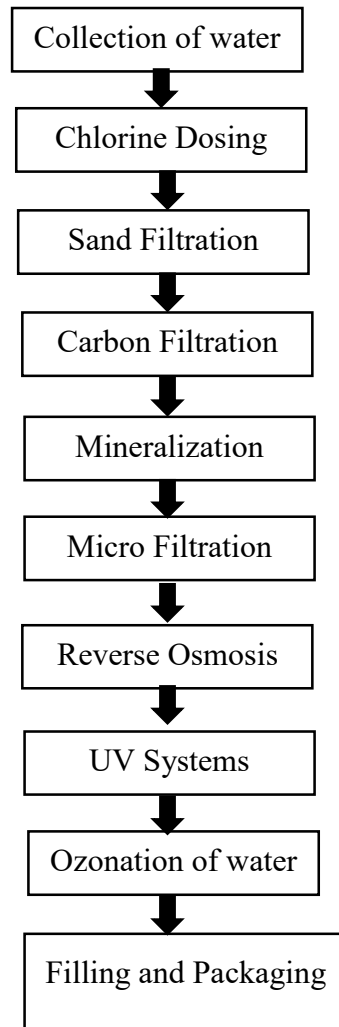 Collection of water
Chlorine Dosing
Sand Filtration
Carbon Filtration
Mineralization
Micro Filtration
Reverse Osmosis
UV Systems
Ozonation of water
Filling and Packaging